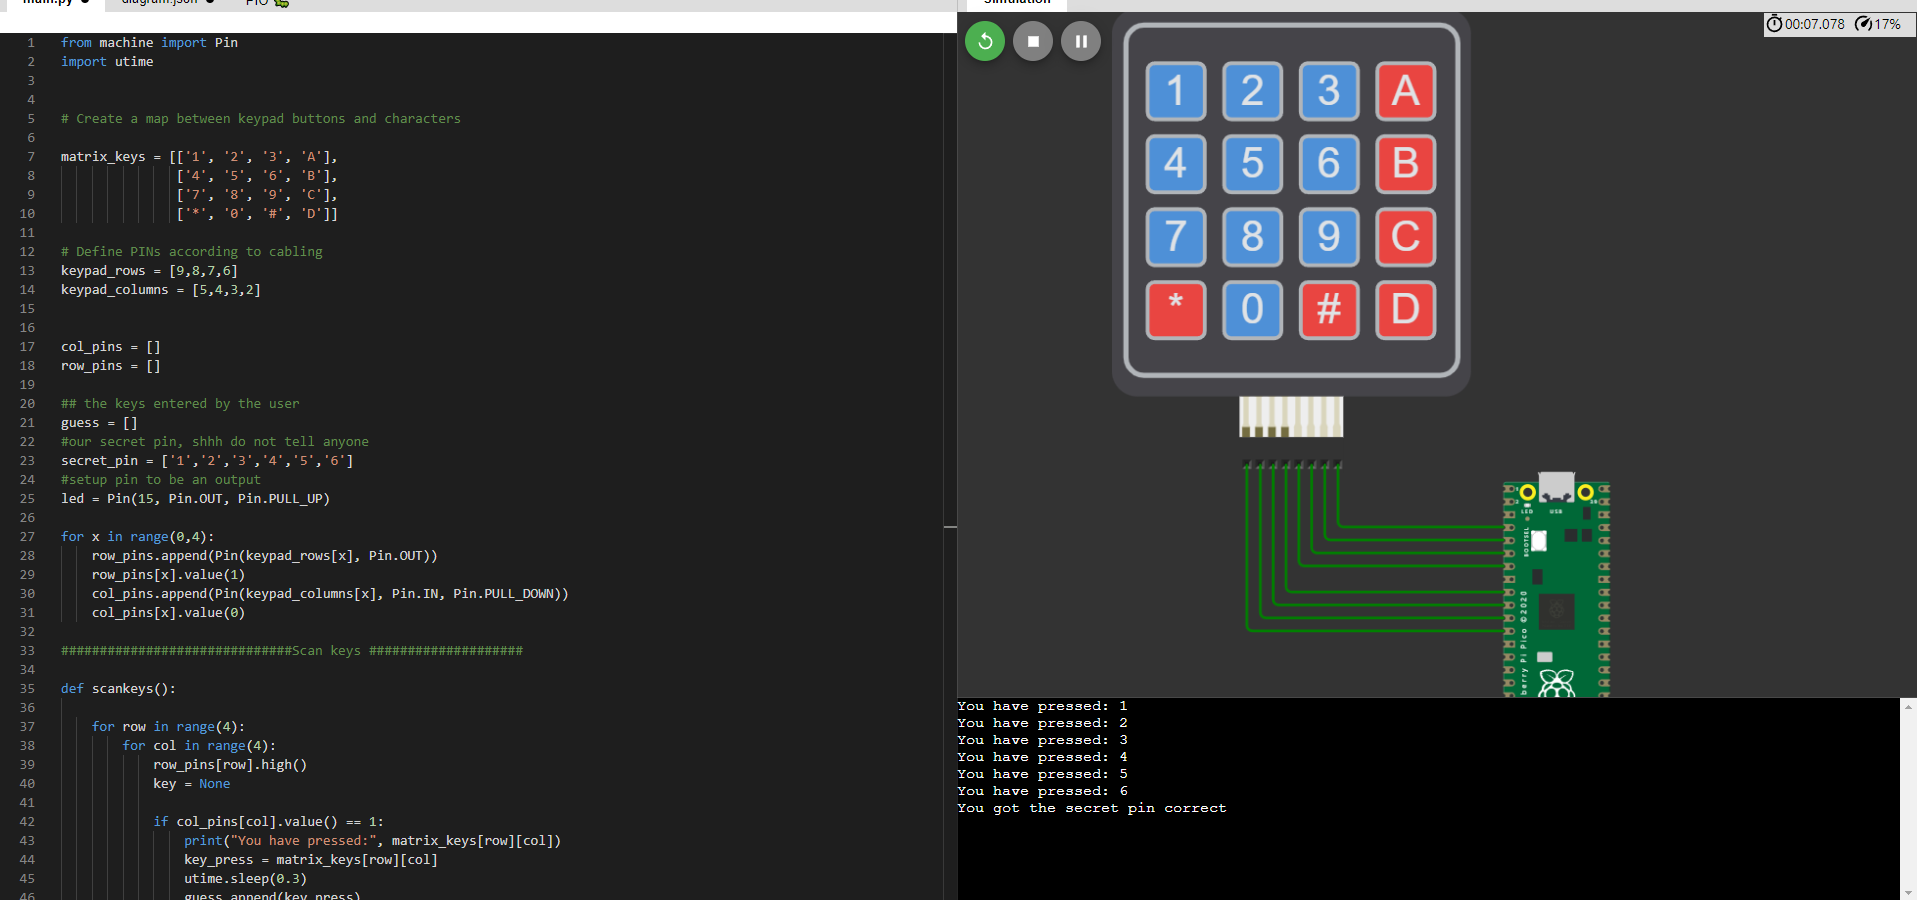 main.py
diagram.json
PIO
Simulation
1 from machine import Pin
2 import utime
3
4
5 # Create a map between keypad buttons and characters
6
7 matrix_keys = [['1', '2', '3', 'A'],
8 ['4', '5', '6', 'B'],
9 ['7', '8', '9', 'C'],
10 ['*', '0', '#', 'D']]
11
12 # Define PINs according to cabling
13 keypad_rows = [9,8,7,6]
14 keypad_columns = [5,4,3,2]
15
16
17 col_pins = []
18 row_pins = []
19
20 ## the keys entered by the user
21 guess = []
22 #our secret pin, shhh do not tell anyone
23 secret_pin = ['1','2','3','4','5','6']
24 #setup pin to be an output
25 led = Pin(15, Pin.OUT, Pin.PULL_UP)
26
27 for x in range(0,4):
28 row_pins.append(Pin(keypad_rows[x], Pin.OUT))
29 row_pins[x].value(1)
30 col_pins.append(Pin(keypad_columns[x], Pin.IN, Pin.PULL_DOWN))
31 col_pins[x].value(0)
32
33 ##############################Scan keys ####################
34
35 def scankeys():
36
37 for row in range(4):
38 for col in range(4):
39 row_pins[row].high()
40 key = None
41
42 if col_pins[col].value() == 1:
43 print("You have pressed:", matrix_keys[row][col])
44 key_press = matrix_keys[row][col]
45 utime.sleep(0.3)
46 guess.append(key_press)
00:07.078 17%
1 2 3 A
4 5 6 B
7 8 9 C
* 0 # D
LED
USB
BOOTSEL
berry Pi Pico ©2020
You have pressed: 1
You have pressed: 2
You have pressed: 3
You have pressed: 4
You have pressed: 5
You have pressed: 6
You got the secret pin correct